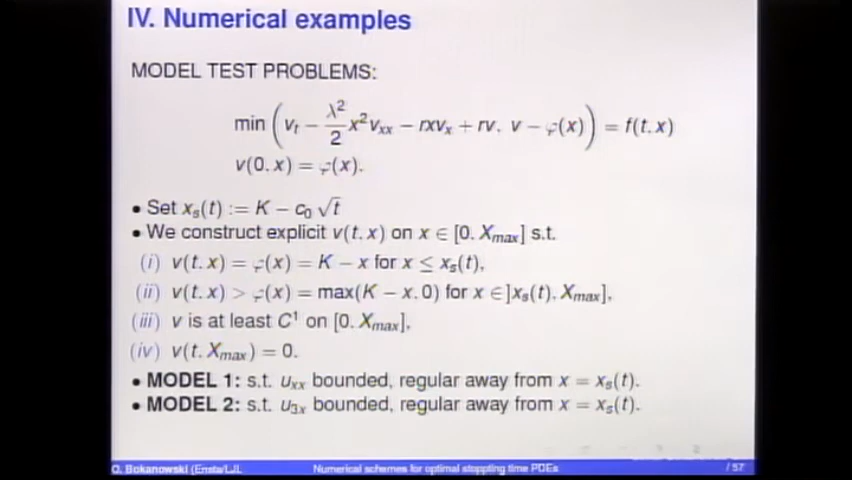 IV. Numerical examples
MODEL TEST PROBLEMS:
min ( v_t − λ²/2 x² v_xx − rxv_x + rv, v − φ(x) ) = f(t,x)
v(0,x) = φ(x).
• Set x_s(t) := K − c_0 √t
• We construct explicit v(t,x) on x ∈ [0, X_max] s.t.
(i) v(t,x) = φ(x) = K − x for x ≤ x_s(t),
(ii) v(t,x) > φ(x) = max(K − x, 0) for x ∈]x_s(t), X_max],
(iii) v is at least C¹ on [0, X_max],
(iv) v(t, X_max) = 0.
• MODEL 1: s.t. u_xx bounded, regular away from x = x_s(t).
• MODEL 2: s.t. u_3x bounded, regular away from x = x_s(t).
O. Bokanowski (Ensta/LJL Numerical schemes for optimal stoppting time PDEs / 57